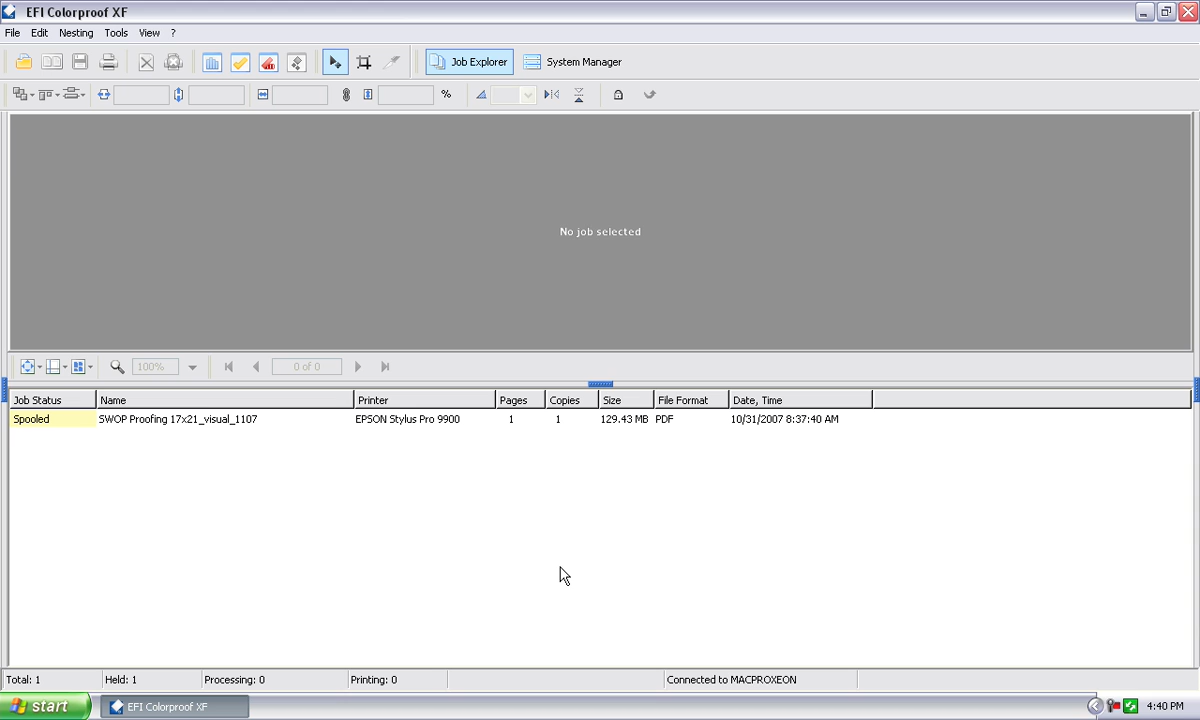 EFI Colorproof XF
File Edit Nesting Tools View ?
Job Explorer System Manager
%
No job selected
100% 0 of 0
Job Status Name Printer Pages Copies Size File Format Date, Time
Spooled SWOP Proofing 17x21_visual_1107 EPSON Stylus Pro 9900 1 1 129.43 MB PDF 10/31/2007 8:37:40 AM
Total: 1 Held: 1 Processing: 0 Printing: 0 Connected to MACPROXEON
start EFI Colorproof XF 4:40 PM